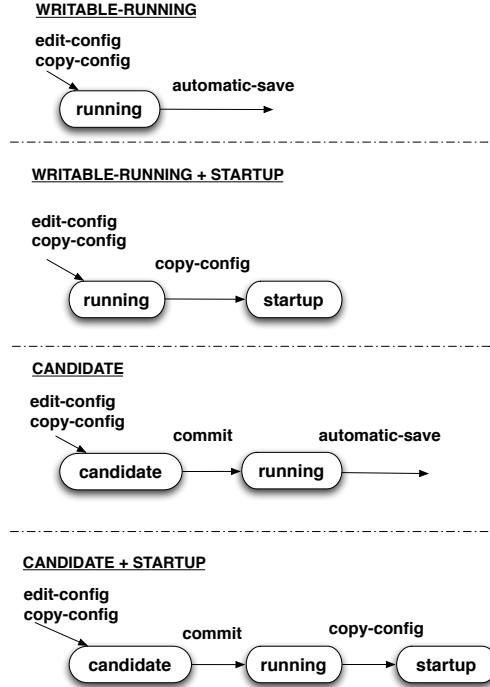 WRITABLE-RUNNING
edit-config
copy-config
automatic-save
running
WRITABLE-RUNNING + STARTUP
edit-config
copy-config
copy-config
running
startup
CANDIDATE
edit-config
copy-config
commit
automatic-save
candidate
running
CANDIDATE + STARTUP
edit-config
copy-config
commit
copy-config
candidate
running
startup